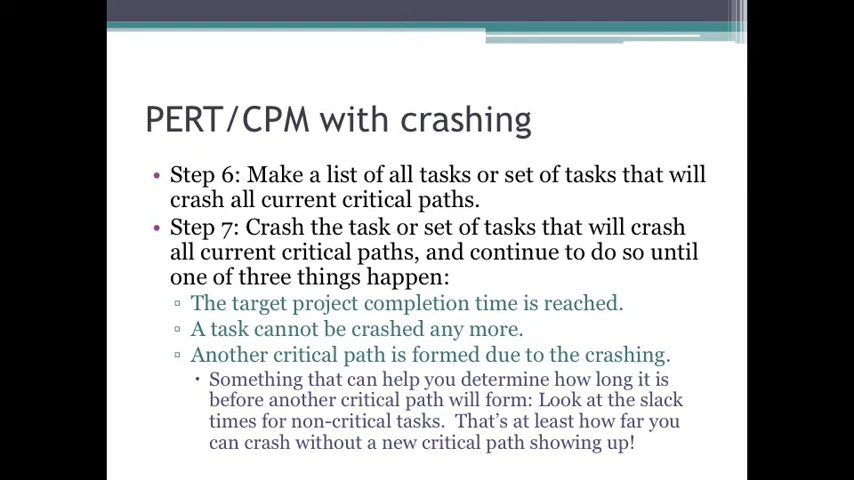 PERT/CPM with crashing
• Step 6: Make a list of all tasks or set of tasks that will
crash all current critical paths.
• Step 7: Crash the task or set of tasks that will crash
all current critical paths, and continue to do so until
one of three things happen:
▫ The target project completion time is reached.
▫ A task cannot be crashed any more.
▫ Another critical path is formed due to the crashing.
· Something that can help you determine how long it is
before another critical path will form: Look at the slack
times for non-critical tasks. That's at least how far you
can crash without a new critical path showing up!